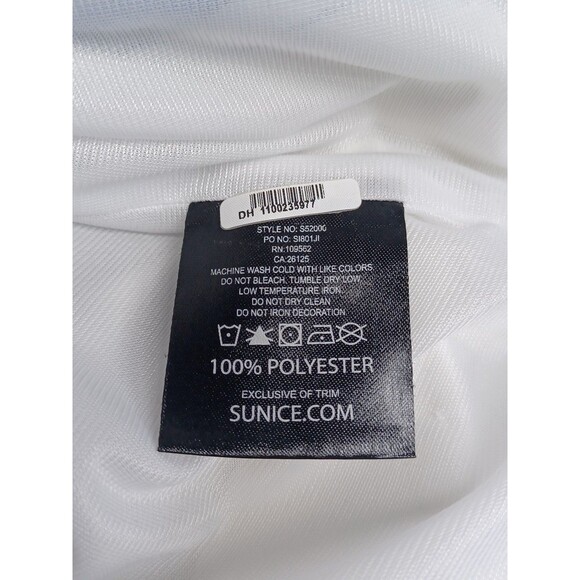 DH 1100235977
STYLE NO: S52000
PO NO: SI801JI
RN:109562
CA:26125
MACHINE WASH COLD WITH LIKE COLORS.
DO NOT BLEACH. TUMBLE DRY LOW.
LOW TEMPERATURE IRON.
DO NOT DRY CLEAN
DO NOT IRON DECORATION
100% POLYESTER
EXCLUSIVE OF TRIM
SUNICE.COM